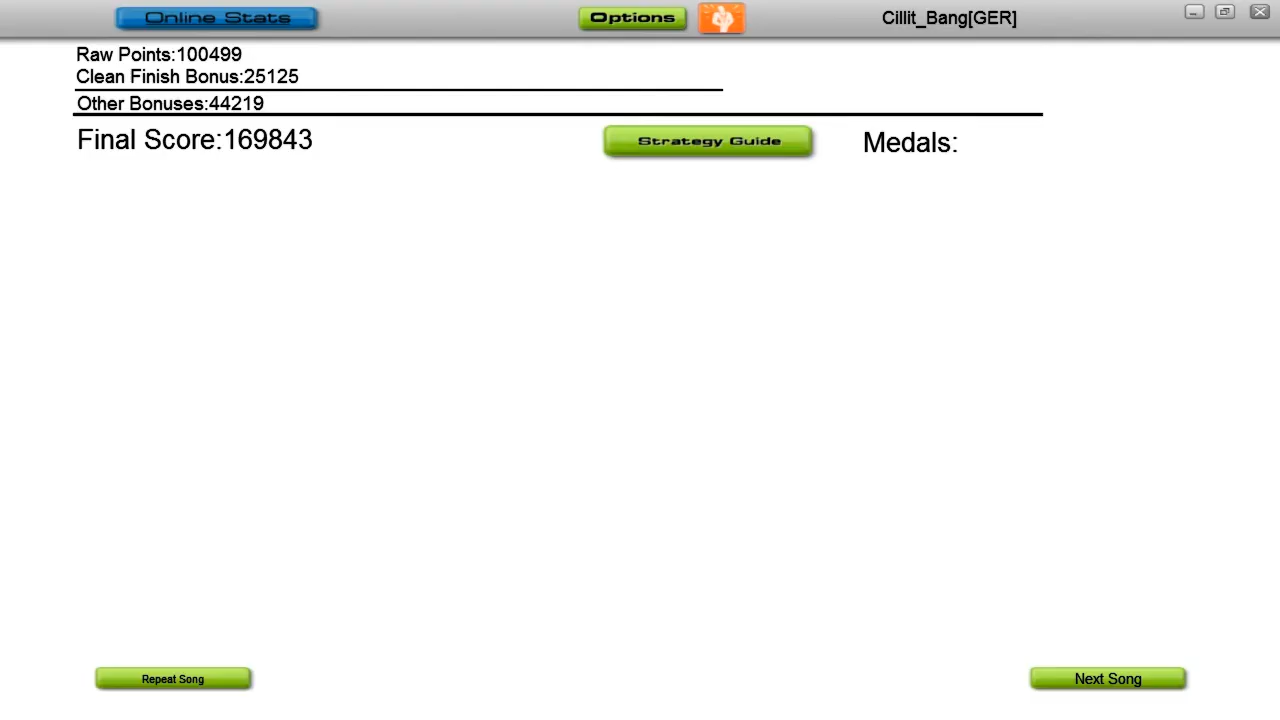 Online Stats
Options
Cillit_Bang[GER]
Raw Points:100499
Clean Finish Bonus:25125
Other Bonuses:44219
Final Score:169843
Strategy Guide
Medals:
Repeat Song
Next Song